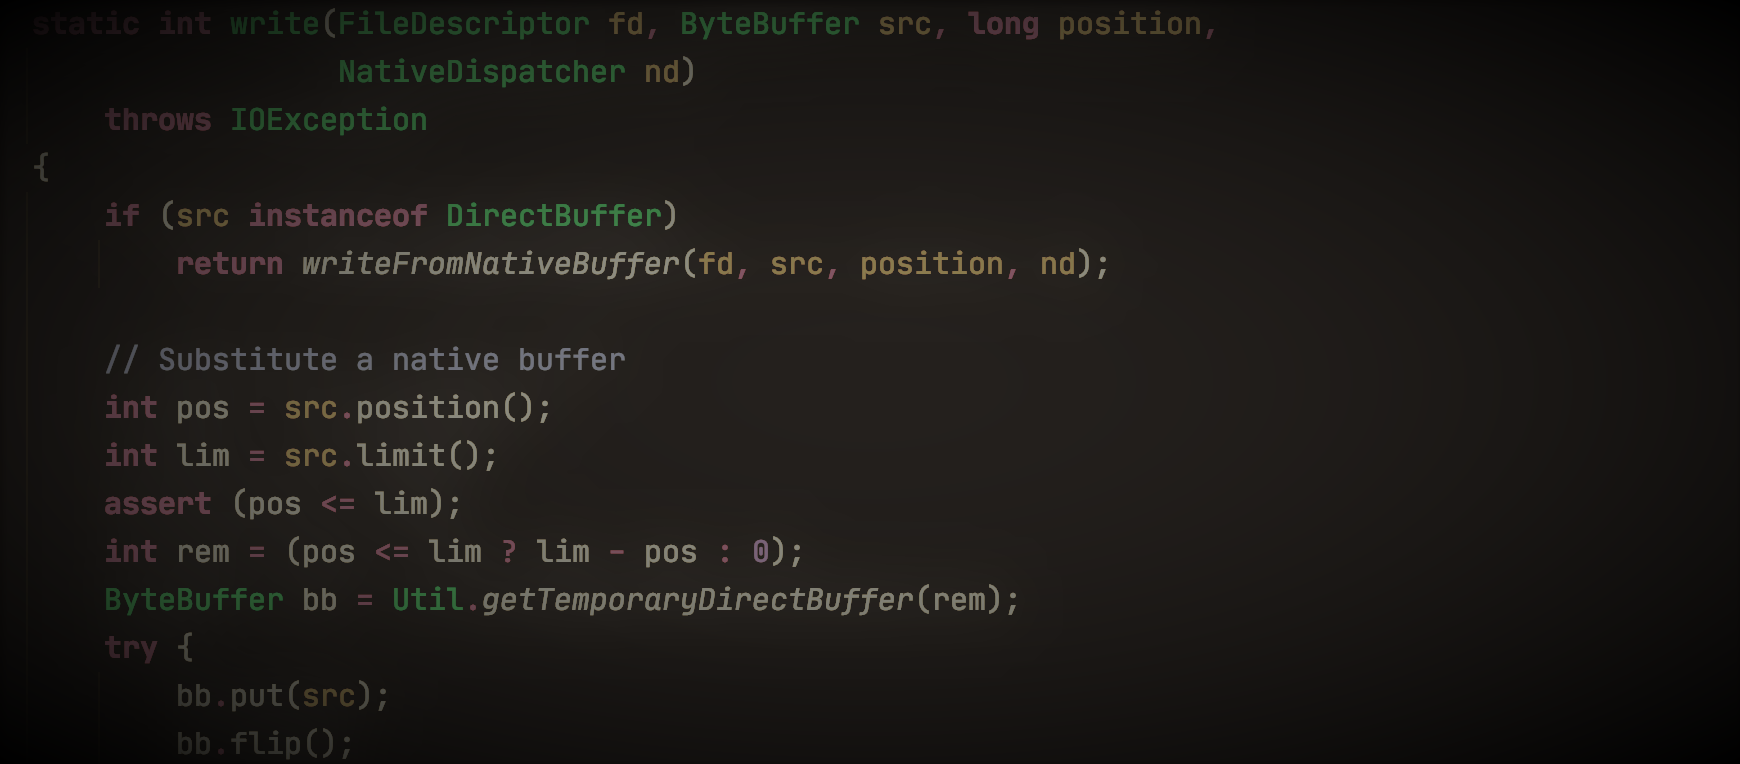 static int write(FileDescriptor fd, ByteBuffer src, long position,
NativeDispatcher nd)
throws IOException
{
if (src instanceof DirectBuffer)
return writeFromNativeBuffer(fd, src, position, nd);
// Substitute a native buffer
int pos = src.position();
int lim = src.limit();
assert (pos <= lim);
int rem = (pos <= lim ? lim - pos : 0);
ByteBuffer bb = Util.getTemporaryDirectBuffer(rem);
try {
bb.put(src);
bb.flip();